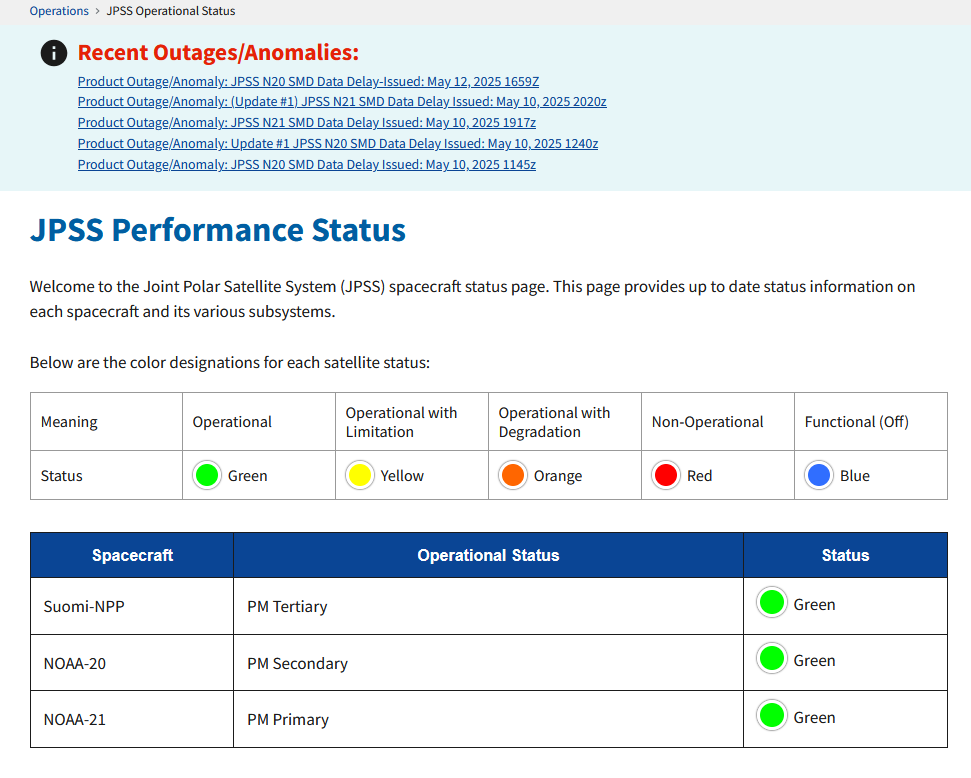 Operations › JPSS Operational Status
Recent Outages/Anomalies:
Product Outage/Anomaly: JPSS N20 SMD Data Delay-Issued: May 12, 2025 1659Z
Product Outage/Anomaly: (Update #1) JPSS N21 SMD Data Delay Issued: May 10, 2025 2020z
Product Outage/Anomaly: JPSS N21 SMD Data Delay Issued: May 10, 2025 1917z
Product Outage/Anomaly: Update #1 JPSS N20 SMD Data Delay Issued: May 10, 2025 1240z
Product Outage/Anomaly: JPSS N20 SMD Data Delay Issued: May 10, 2025 1145z
JPSS Performance Status
Welcome to the Joint Polar Satellite System (JPSS) spacecraft status page. This page provides up to date status information on
each spacecraft and its various subsystems.
Below are the color designations for each satellite status:
Meaning Operational Operational with Limitation Operational with Degradation Non-Operational Functional (Off)
Status Green Yellow Orange Red Blue
Spacecraft Operational Status Status
Suomi-NPP PM Tertiary Green
NOAA-20 PM Secondary Green
NOAA-21 PM Primary Green